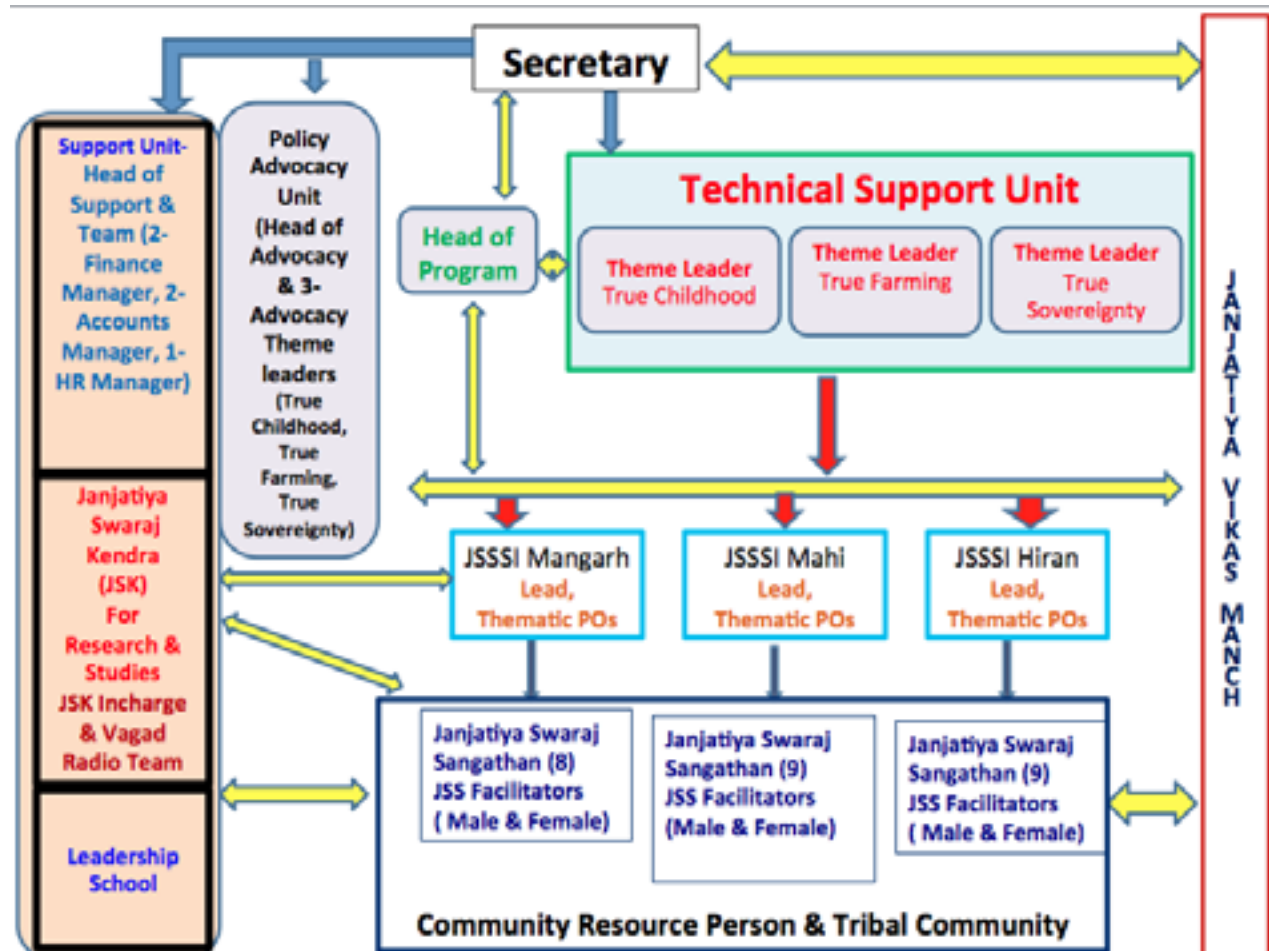 Secretary
Support Unit-
Head of
Support &
Team (2-
Finance
Manager, 2-
Accounts
Manager, 1-
HR Manager)
Janjatiya
Swaraj
Kendra
(JSK)
For
Research &
Studies
JSK Incharge
& Vagad
Radio Team
Leadership
School
Policy
Advocacy
Unit
(Head of
Advocacy
& 3-
Advocacy
Theme
leaders
(True
Childhood,
True
Farming,
True
Sovereignty)
Head of
Program
Technical Support Unit
Theme Leader
True Childhood
Theme Leader
True Farming
Theme Leader
True
Sovereignty
JSSSI Mangarh
Lead,
Thematic POs
JSSSI Mahi
Lead,
Thematic POs
JSSSI Hiran
Lead,
Thematic POs
Janjatiya Swaraj
Sangathan (8)
JSS Facilitators
( Male & Female)
Janjatiya Swaraj
Sangathan (9)
JSS Facilitators
(Male & Female)
Janjatiya Swaraj
Sangathan (9)
JSS Facilitators
( Male & Female)
Community Resource Person & Tribal Community
JANJATIYA VIKAS MANCH